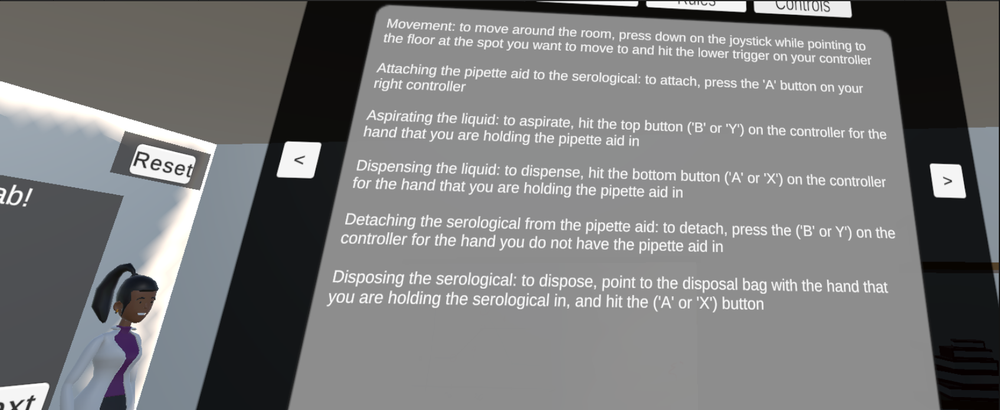 Rules
Controls
Movement: to move around the room, press down on the joystick while pointing to
the floor at the spot you want to move to and hit the lower trigger on your controller
Attaching the pipette aid to the serological: to attach, press the 'A' button on your
right controller
Aspirating the liquid: to aspirate, hit the top button ('B' or 'Y') on the controller for the
hand that you are holding the pipette aid in
Dispensing the liquid: to dispense, hit the bottom button ('A' or 'X') on the controller
for the hand that you are holding the pipette aid in
Detaching the serological from the pipette aid: to detach, press the ('B' or Y') on the
controller for the hand you do not have the pipette aid in
Disposing the serological: to dispose, point to the disposal bag with the hand that
you are holding the serological in, and hit the ('A' or 'X') button
<
>
Reset
ab!
ext